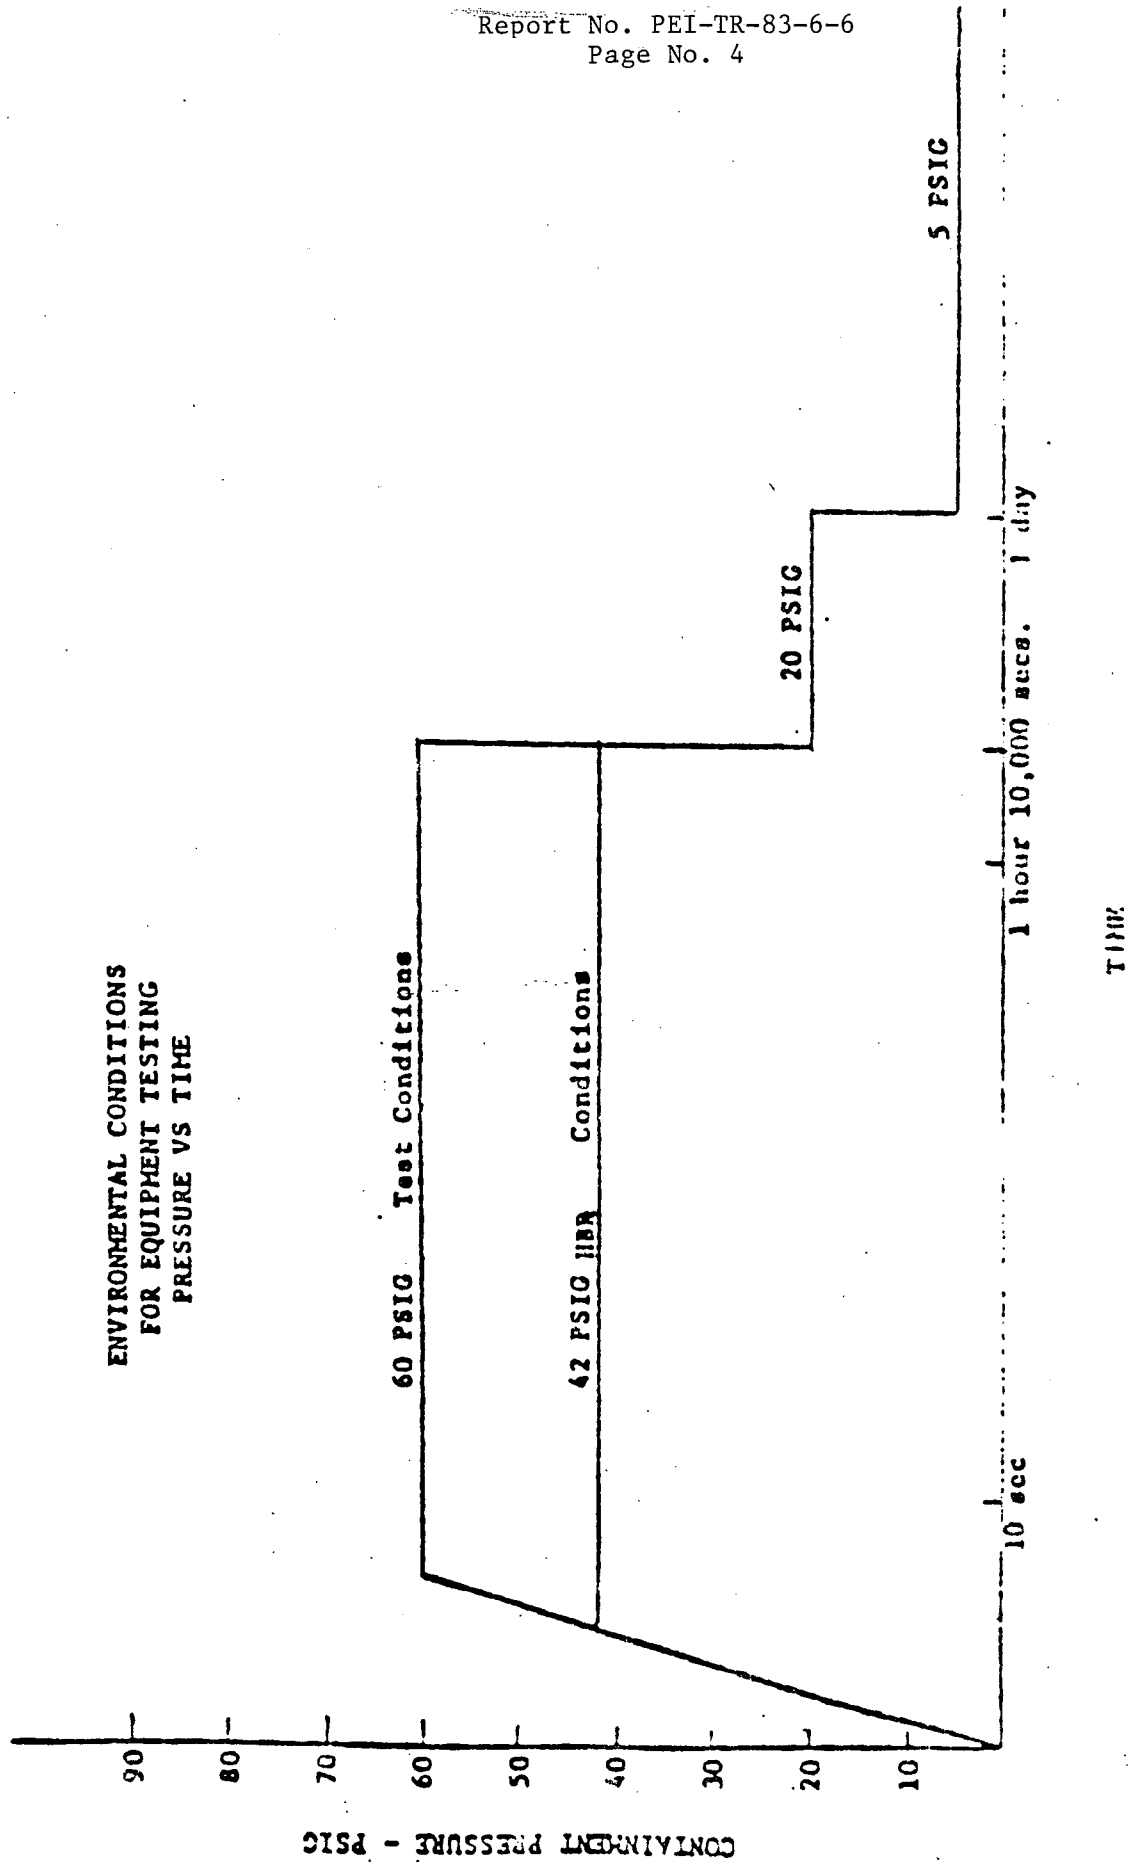 Report No. PEI-TR-83-6-6
Page No. 4
ENVIRONMENTAL CONDITIONS
FOR EQUIPMENT TESTING
PRESSURE VS TIME
CONTAINMENT PRESSURE - PSIG
90
80
70
60
50
40
30
20
10
60 PSIG Test Conditions
42 PSIG HBR Conditions
20 PSIG
5 PSIG
10 sec
1 hour 10,000 secs. 1 day
TIME